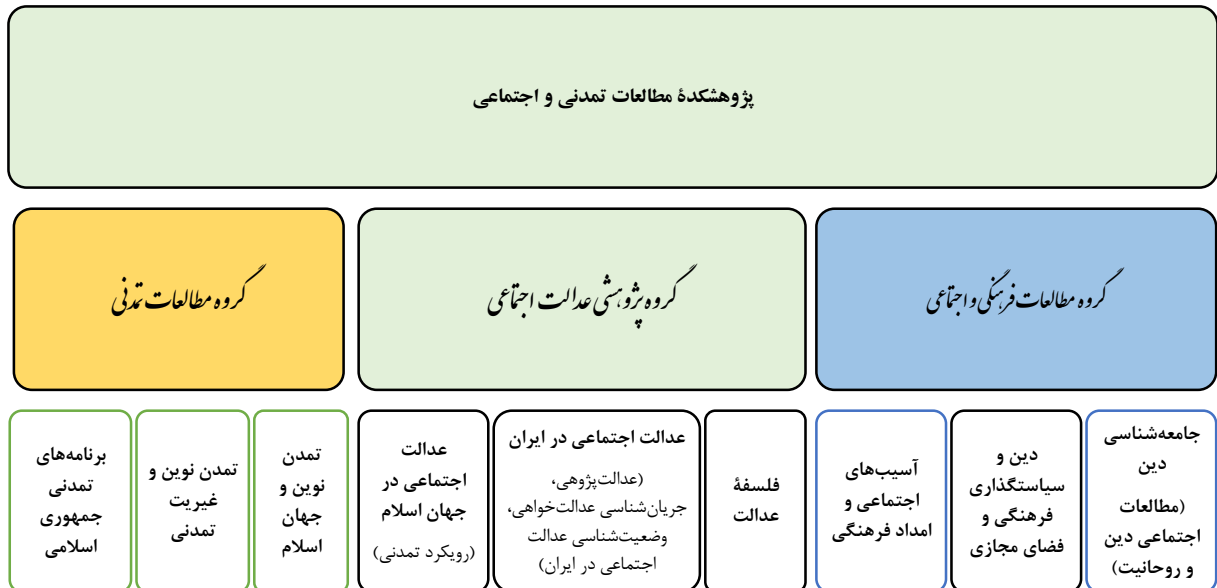 پژوهشکدهٔ مطالعات تمدنی و اجتماعی
گروه مطالعات فرهنگی و اجتماعی
گروه پژوهشی عدالت اجتماعی
گروه مطالعات تمدنی
جامعه‌شناسی
دین
(مطالعات
اجتماعی دین
و روحانیت)
دین و
سیاستگذاری
فرهنگی و
فضای مجازی
آسیب‌های
اجتماعی و
امداد فرهنگی
فلسفهٔ
عدالت
عدالت اجتماعی در ایران
(عدالت‌پژوهی،
جریان‌شناسی عدالت‌خواهی،
وضعیت‌شناسی عدالت
اجتماعی در ایران)
عدالت
اجتماعی در
جهان اسلام
(رویکرد تمدنی)
تمدن
نوین و
جهان
اسلام
تمدن نوین و
غیریت
تمدنی
برنامه‌های
تمدنی
جمهوری
اسلامی